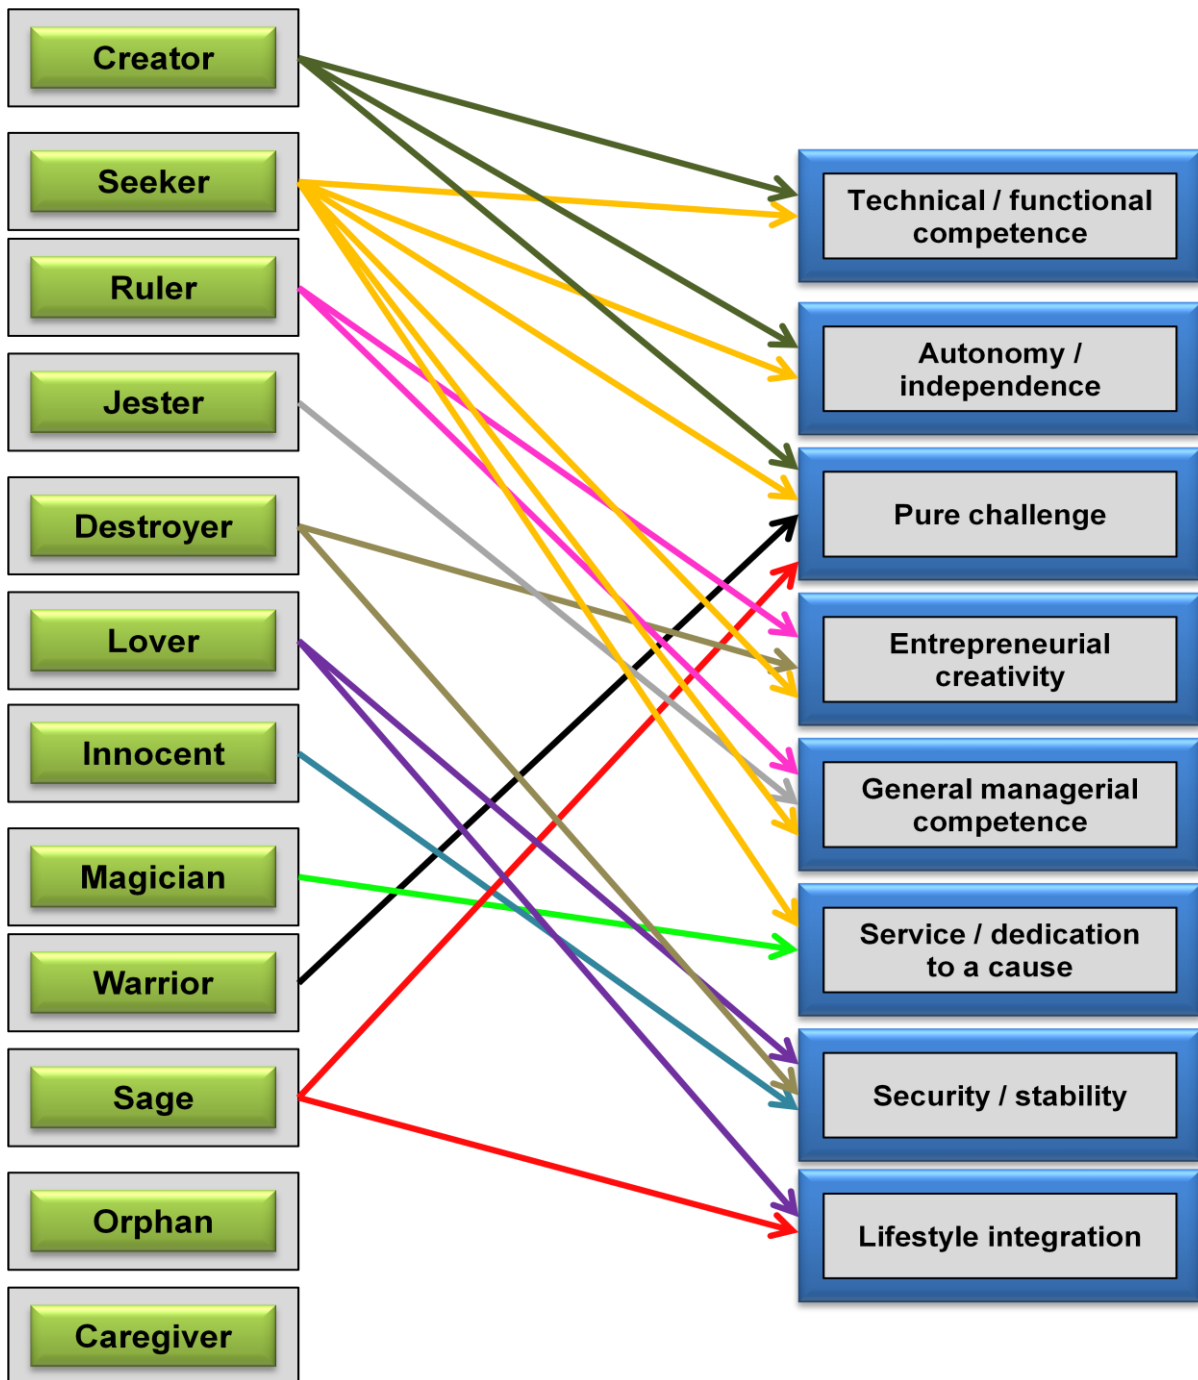 Creator
Seeker
Ruler
Jester
Destroyer
Lover
Innocent
Magician
Warrior
Sage
Orphan
Caregiver
Technical / functional
competence
Autonomy /
independence
Pure challenge
Entrepreneurial
creativity
General managerial
competence
Service / dedication
to a cause
Security / stability
Lifestyle integration